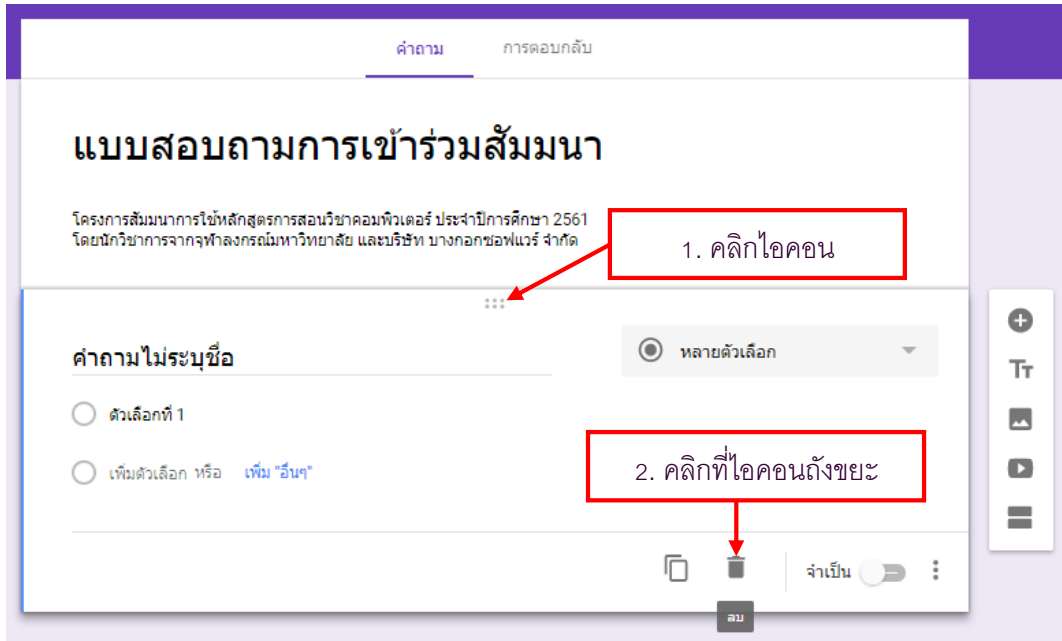 คำถาม การตอบกลับ
แบบสอบถามการเข้าร่วมสัมมนา
โครงการสัมมนาการใช้หลักสูตรการสอนวิชาคอมพิวเตอร์ ประจำปีการศึกษา 2561
โดยนักวิชาการจากจุฬาลงกรณ์มหาวิทยาลัย และบริษัท บางกอกซอฟแวร์ จำกัด
1. คลิกไอคอน
คำถามไม่ระบุชื่อ
หลายตัวเลือก
Tт
ตัวเลือกที่ 1
เพิ่มตัวเลือก หรือ เพิ่ม "อื่นๆ"
2. คลิกที่ไอคอนถังขยะ
จำเป็น
ลบ